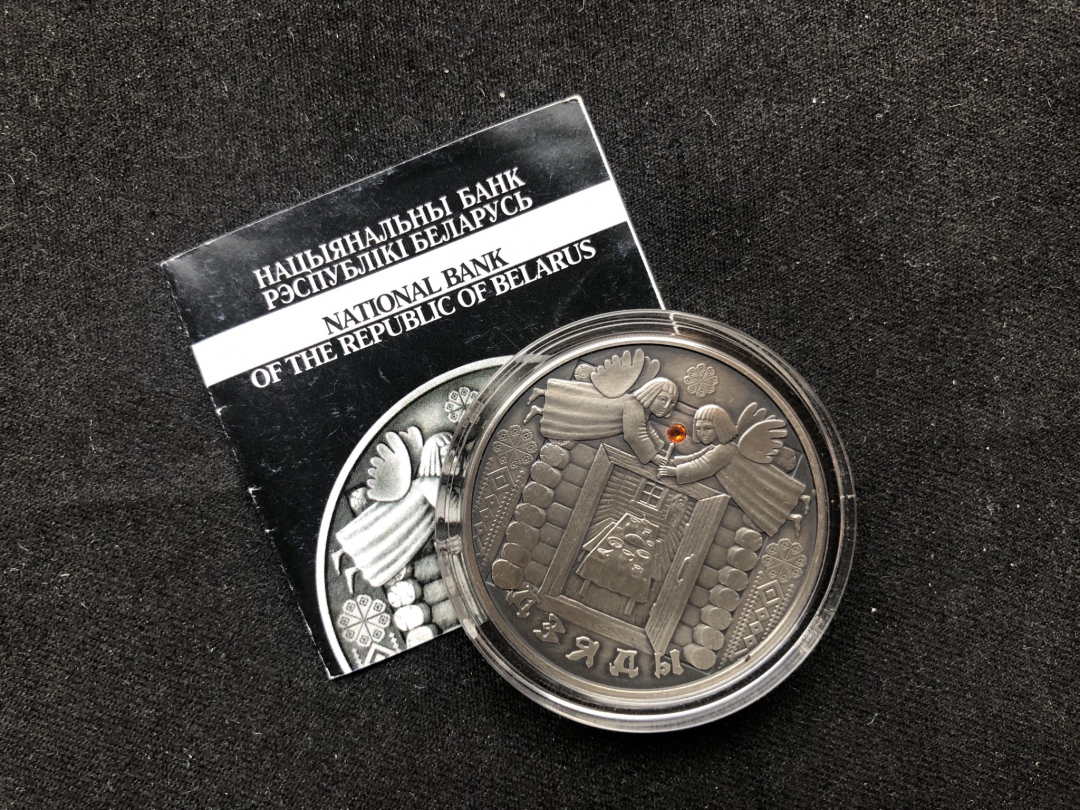 НАЦЫЯНАЛЬНЫ БАНК
РЭСПУБЛІКІ БЕЛАРУСЬ
NATIONAL BANK
OF THE REPUBLIC OF BELARUS
ДЗЯДЫ